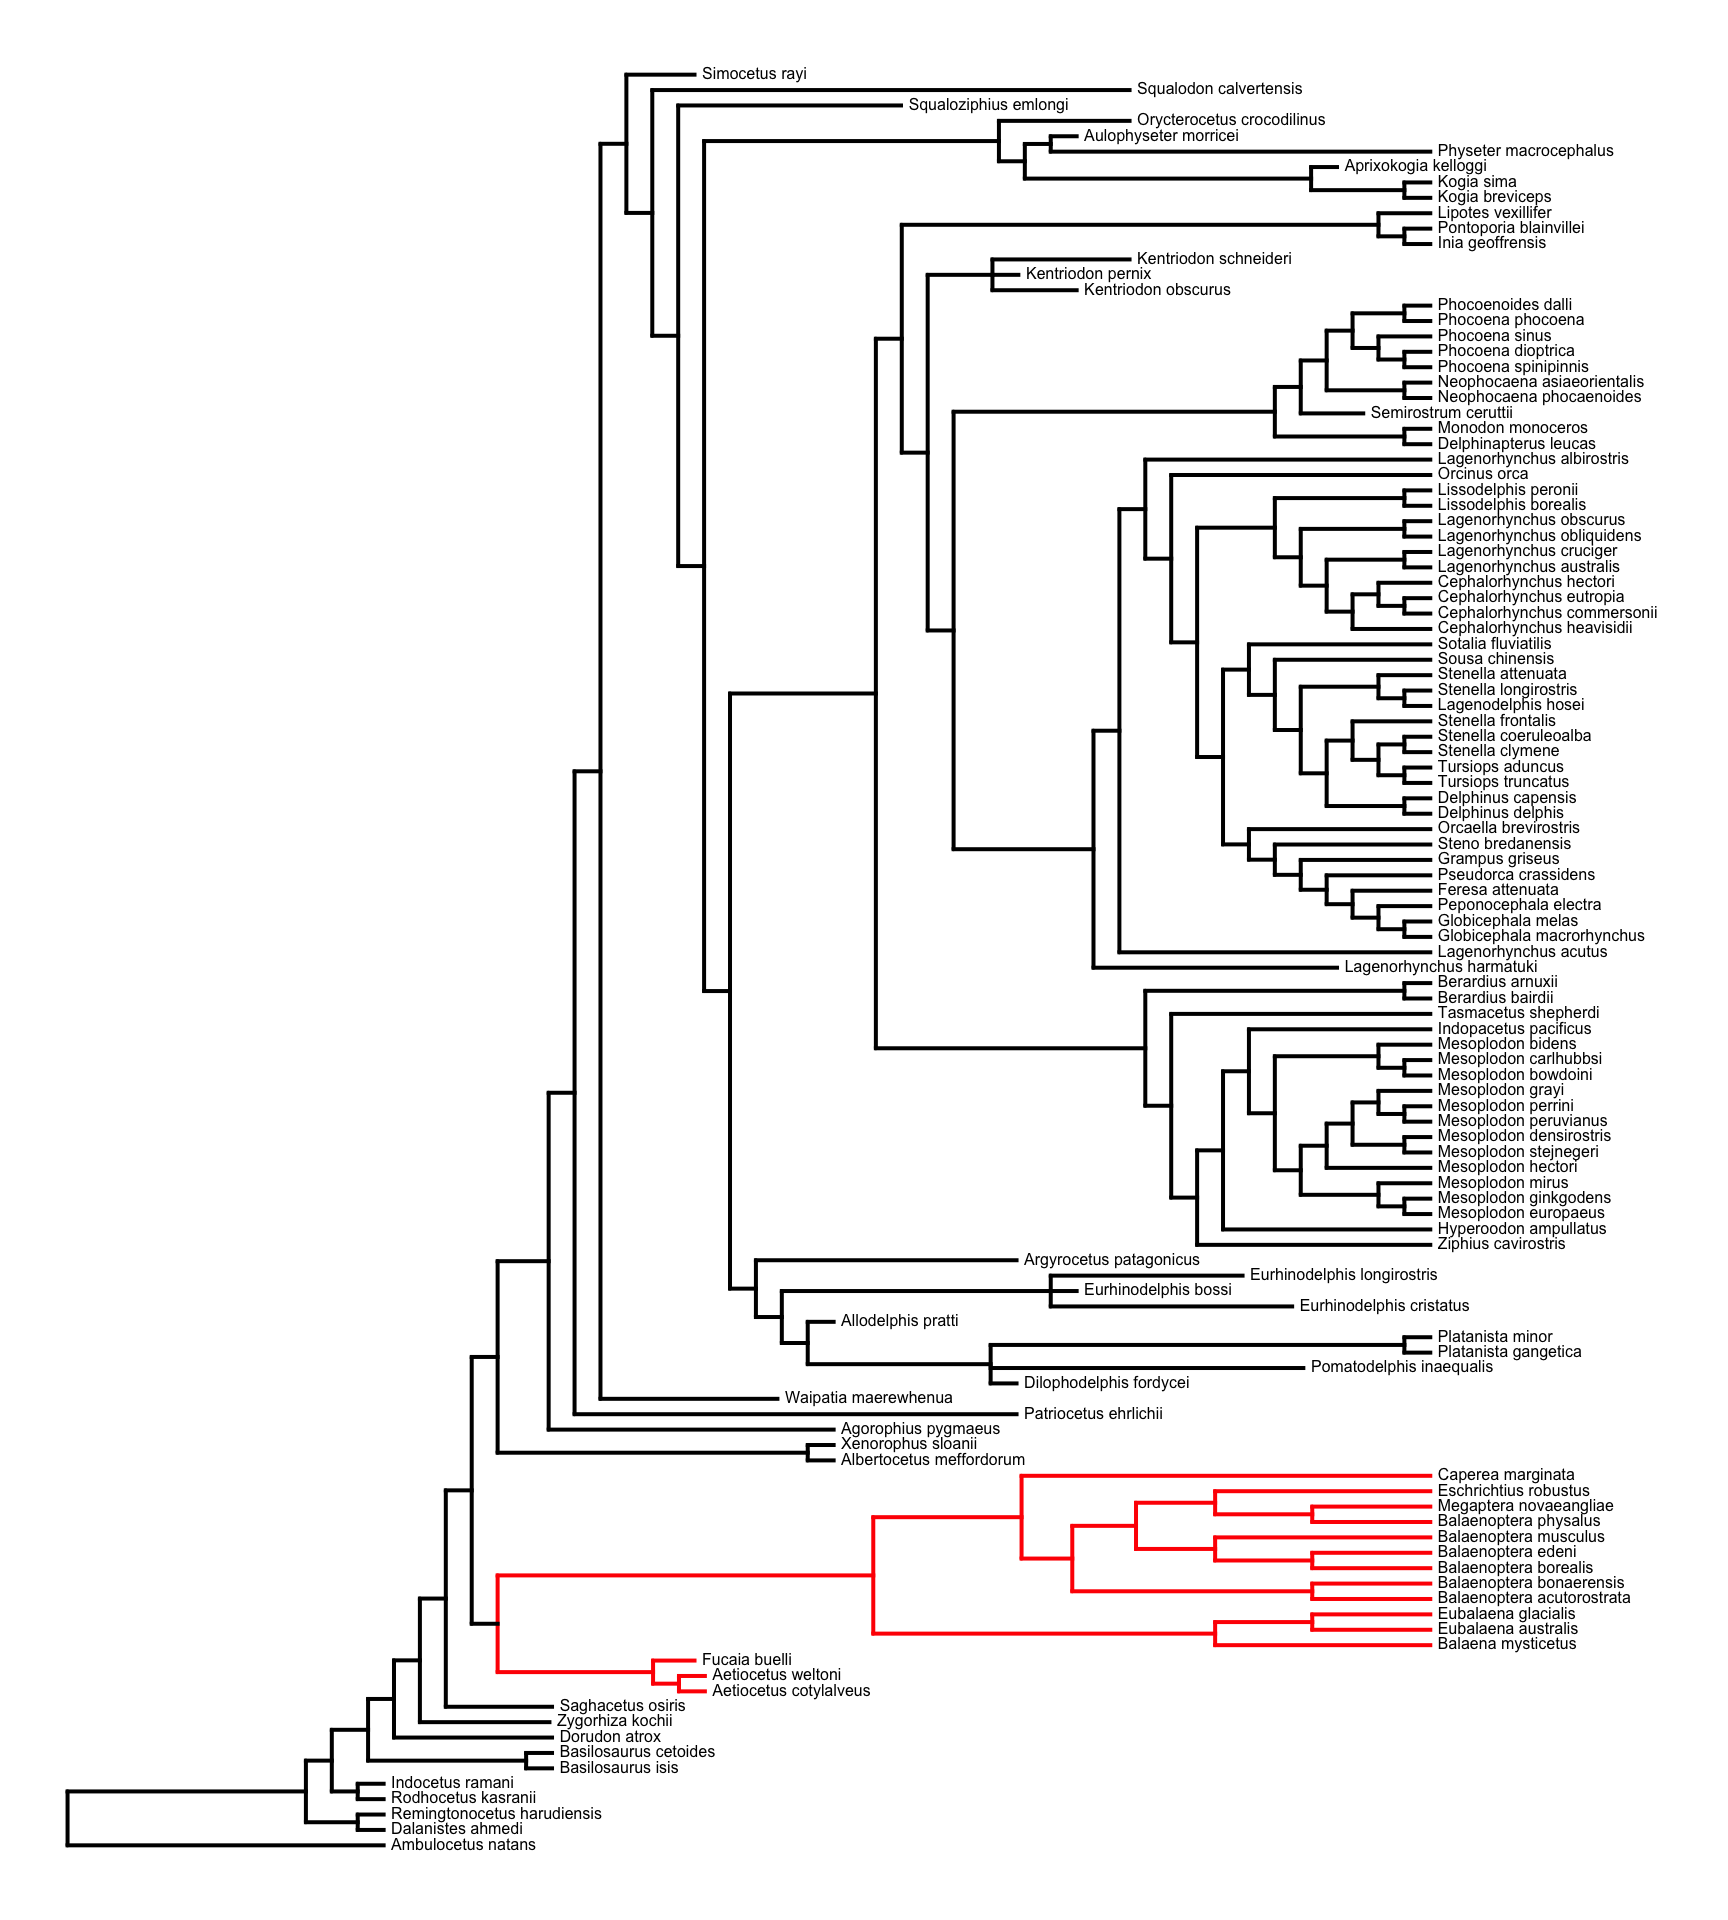 Simocetus rayi
Squalodon calvertensis
Squaloziphius emlongi
Orycterocetus crocodilinus
Aulophyseter morricei
Physeter macrocephalus
Aprixokogia kelloggi
Kogia sima
Kogia breviceps
Lipotes vexillifer
Pontoporia blainvillei
Inia geoffrensis
Kentriodon schneideri
Kentriodon pernix
Kentriodon obscurus
Phocoenoides dalli
Phocoena phocoena
Phocoena sinus
Phocoena dioptrica
Phocoena spinipinnis
Neophocaena asiaeorientalis
Neophocaena phocaenoides
Semirostrum ceruttii
Monodon monoceros
Delphinapterus leucas
Lagenorhynchus albirostris
Orcinus orca
Lissodelphis peronii
Lissodelphis borealis
Lagenorhynchus obscurus
Lagenorhynchus obliquidens
Lagenorhynchus cruciger
Lagenorhynchus australis
Cephalorhynchus hectori
Cephalorhynchus eutropia
Cephalorhynchus commersonii
Cephalorhynchus heavisidii
Sotalia fluviatilis
Sousa chinensis
Stenella attenuata
Stenella longirostris
Lagenodelphis hosei
Stenella frontalis
Stenella coeruleoalba
Stenella clymene
Tursiops aduncus
Tursiops truncatus
Delphinus capensis
Delphinus delphis
Orcaella brevirostris
Steno bredanensis
Grampus griseus
Pseudorca crassidens
Feresa attenuata
Peponocephala electra
Globicephala melas
Globicephala macrorhynchus
Lagenorhynchus acutus
Lagenorhynchus harmatuki
Berardius arnuxii
Berardius bairdii
Tasmacetus shepherdi
Indopacetus pacificus
Mesoplodon bidens
Mesoplodon carlhubbsi
Mesoplodon bowdoini
Mesoplodon grayi
Mesoplodon perrini
Mesoplodon peruvianus
Mesoplodon densirostris
Mesoplodon stejnegeri
Mesoplodon hectori
Mesoplodon mirus
Mesoplodon ginkgodens
Mesoplodon europaeus
Hyperoodon ampullatus
Ziphius cavirostris
Argyrocetus patagonicus
Eurhinodelphis longirostris
Eurhinodelphis bossi
Eurhinodelphis cristatus
Allodelphis pratti
Platanista minor
Platanista gangetica
Pomatodelphis inaequalis
Dilophodelphis fordycei
Waipatia maerewhenua
Patriocetus ehrlichii
Agorophius pygmaeus
Xenorophus sloanii
Albertocetus meffordorum
Caperea marginata
Eschrichtius robustus
Megaptera novaeangliae
Balaenoptera physalus
Balaenoptera musculus
Balaenoptera edeni
Balaenoptera borealis
Balaenoptera bonaerensis
Balaenoptera acutorostrata
Eubalaena glacialis
Eubalaena australis
Balaena mysticetus
Fucaia buelli
Aetiocetus weltoni
Aetiocetus cotylalveus
Saghacetus osiris
Zygorhiza kochii
Dorudon atrox
Basilosaurus cetoides
Basilosaurus isis
Indocetus ramani
Rodhocetus kasranii
Remingtonocetus harudiensis
Dalanistes ahmedi
Ambulocetus natans